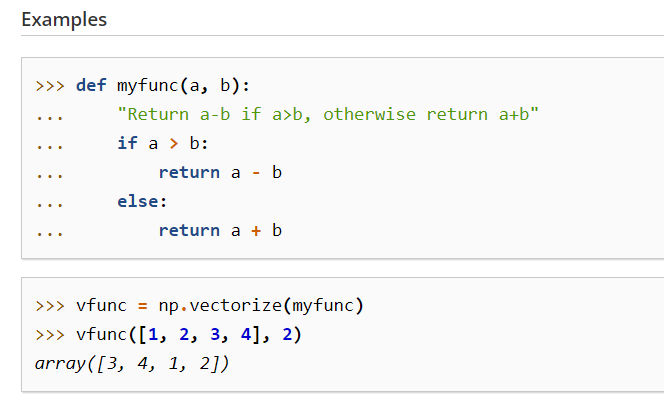 Examples
>>> def myfunc(a, b):
...     "Return a-b if a>b, otherwise return a+b"
...     if a > b:
...         return a - b
...     else:
...         return a + b
>>> vfunc = np.vectorize(myfunc)
>>> vfunc([1, 2, 3, 4], 2)
array([3, 4, 1, 2])